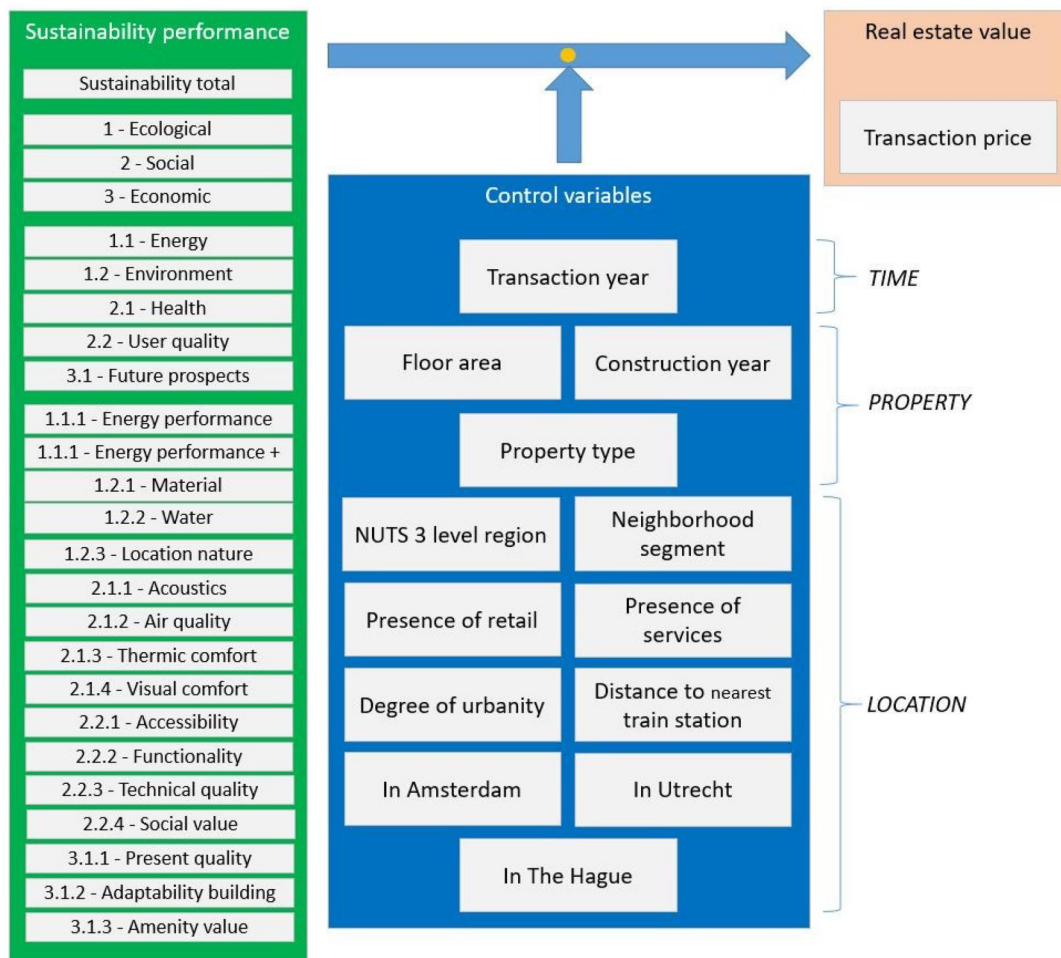 Sustainability performance
Sustainability total
1 - Ecological
2 - Social
3 - Economic
1.1 - Energy
1.2 - Environment
2.1 - Health
2.2 - User quality
3.1 - Future prospects
1.1.1 - Energy performance
1.1.1 - Energy performance +
1.2.1 - Material
1.2.2 - Water
1.2.3 - Location nature
2.1.1 - Acoustics
2.1.2 - Air quality
2.1.3 - Thermic comfort
2.1.4 - Visual comfort
2.2.1 - Accessibility
2.2.2 - Functionality
2.2.3 - Technical quality
2.2.4 - Social value
3.1.1 - Present quality
3.1.2 - Adaptability building
3.1.3 - Amenity value
Control variables
Transaction year
Floor area
Construction year
Property type
NUTS 3 level region
Neighborhood
segment
Presence of retail
Presence of
services
Degree of urbanity
Distance to nearest
train station
In Amsterdam
In Utrecht
In The Hague
Real estate value
Transaction price
TIME
PROPERTY
LOCATION